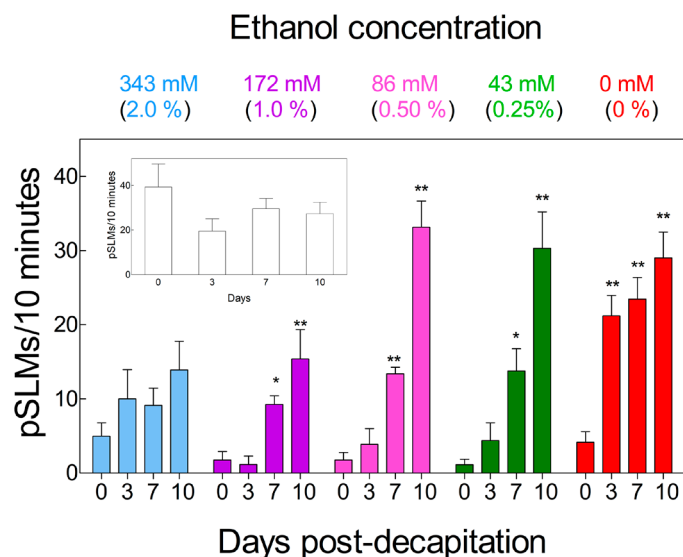 Ethanol concentration
343 mM 172 mM 86 mM 43 mM 0 mM
(2.0 %) (1.0 %) (0.50 %) (0.25%) (0 %)
pSLMs/10 minutes
40
30
20
10
0
pSLMs/10 minutes
40
20
0
0 3 7 10
Days
* **
** **
* **
** ** **
0 3 7 10 0 3 7 10 0 3 7 10 0 3 7 10 0 3 7 10
Days post-decapitation